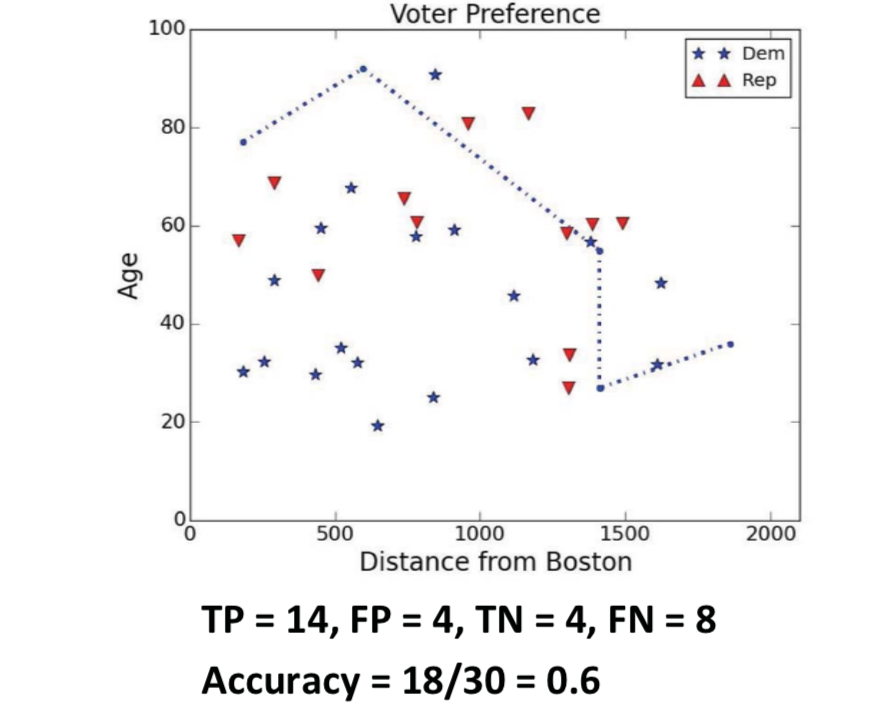 Voter Preference
100
Dem
Rep
80
60
Age
40
20
0
0 500 1000 1500 2000
Distance from Boston
TP = 14, FP = 4, TN = 4, FN = 8
Accuracy = 18/30 = 0.6